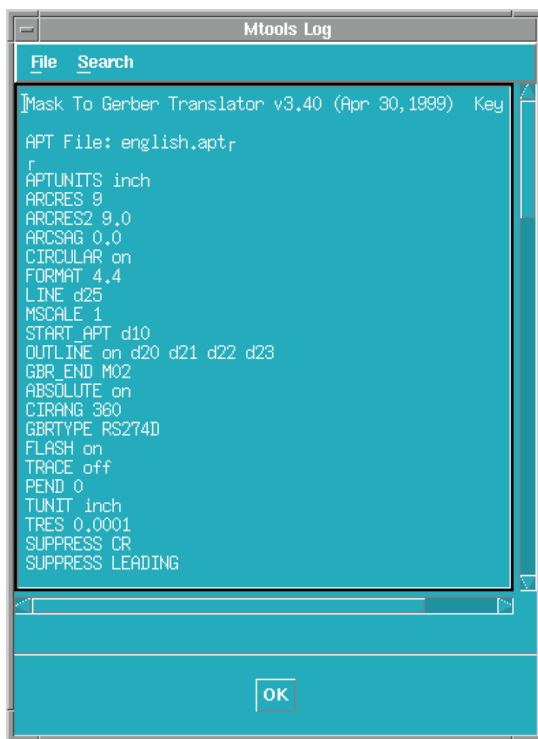 Mtools Log
File Search
Mask To Gerber Translator v3.40 (Apr 30,1999) Key
APT File: english.apt┌
┌
APTUNITS inch
ARCRES 9
ARCRES2 9.0
ARCSAG 0.0
CIRCULAR on
FORMAT 4.4
LINE d25
MSCALE 1
START_APT d10
OUTLINE on d20 d21 d22 d23
GBR_END M02
ABSOLUTE on
CIRANG 360
GBRTYPE RS274D
FLASH on
TRACE off
PEND 0
TUNIT inch
TRES 0.0001
SUPPRESS CR
SUPPRESS LEADING
OK